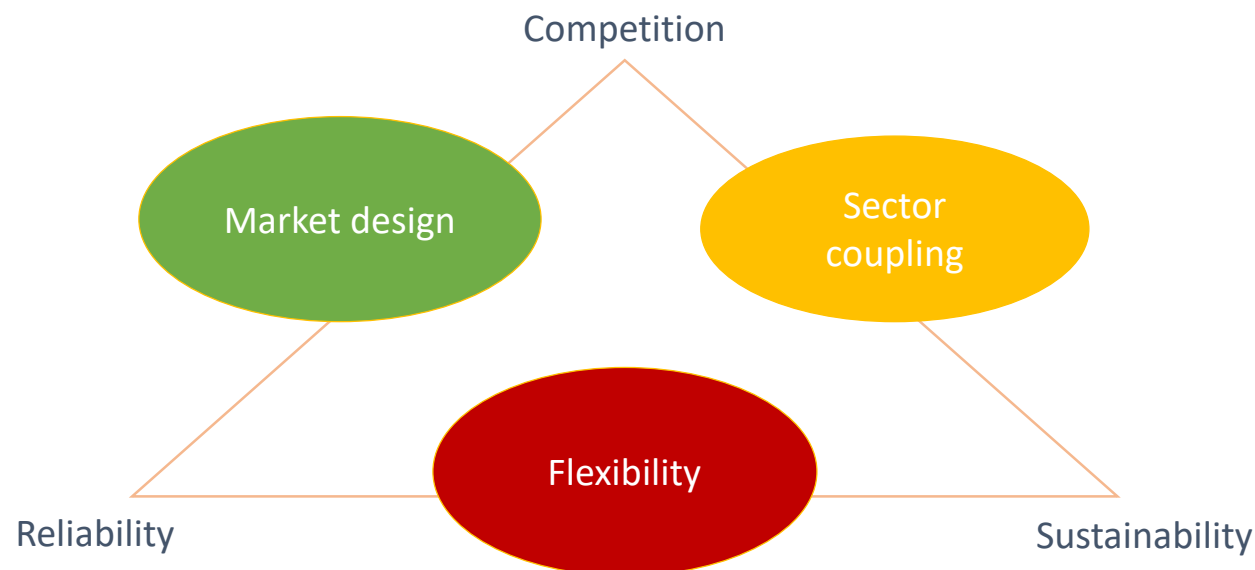 Competition
Market design
Sector
coupling
Flexibility
Reliability
Sustainability